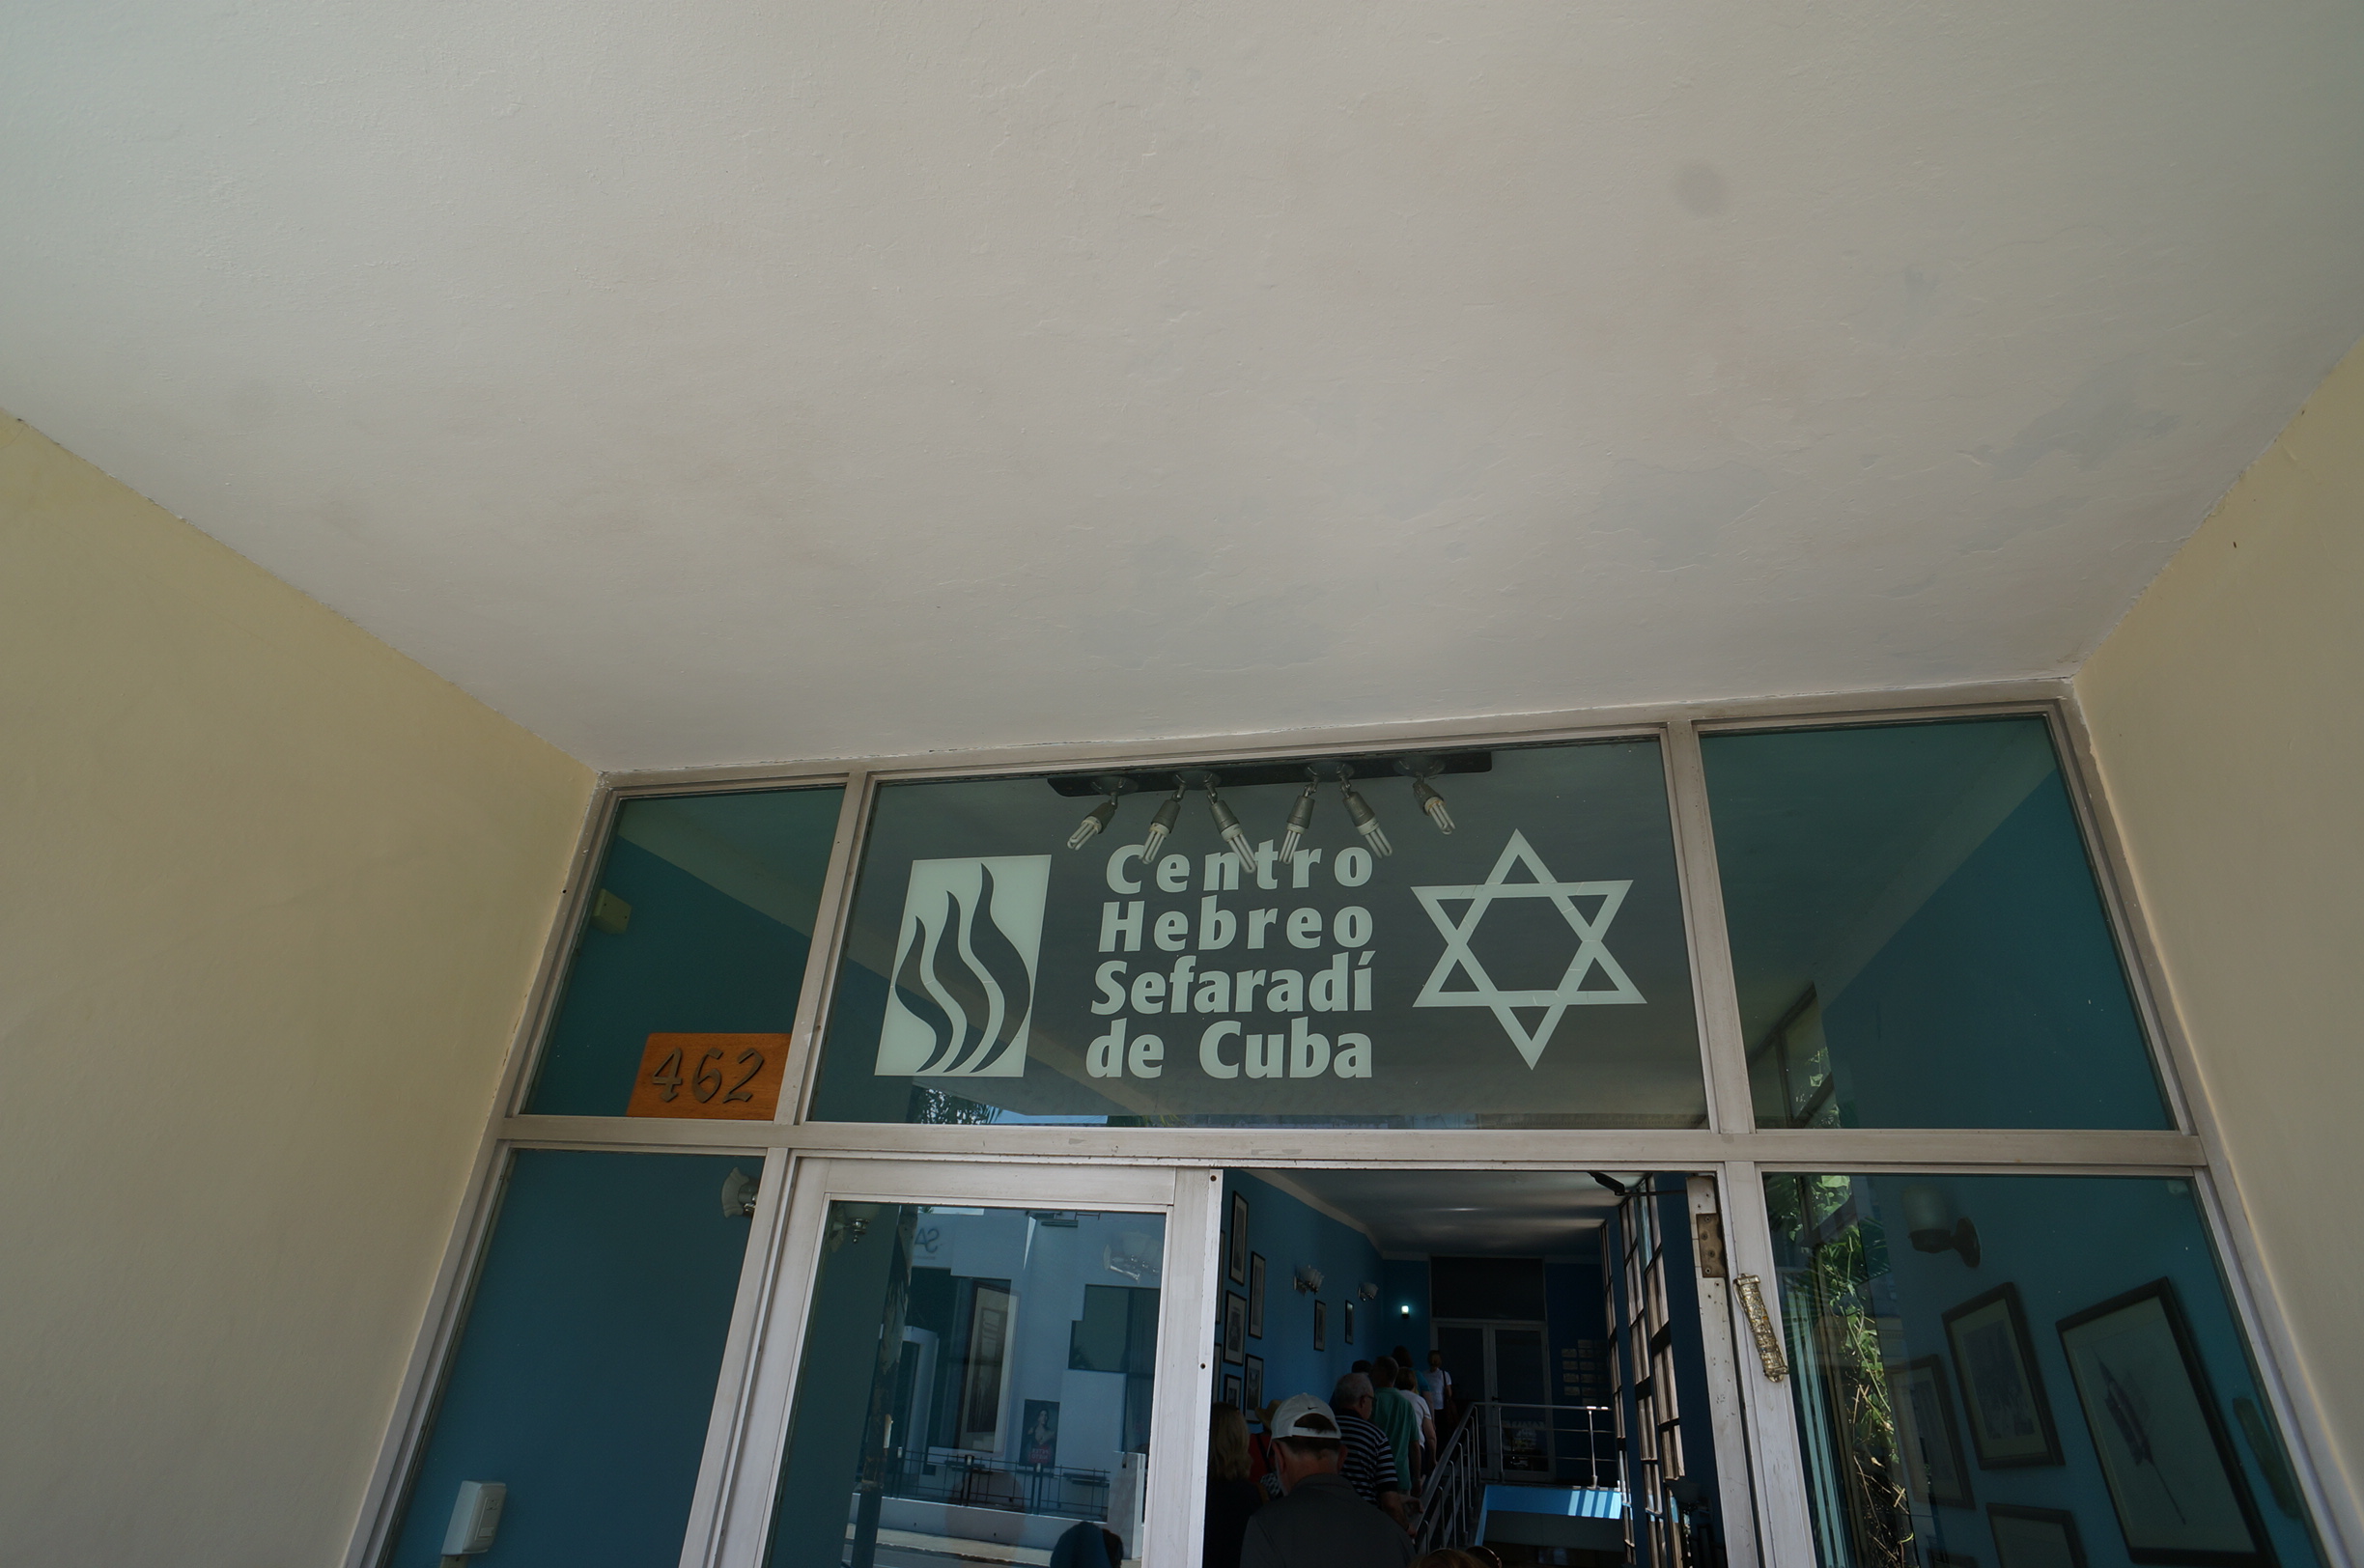 Centro
Hebreo
Sefaradí
de Cuba
462